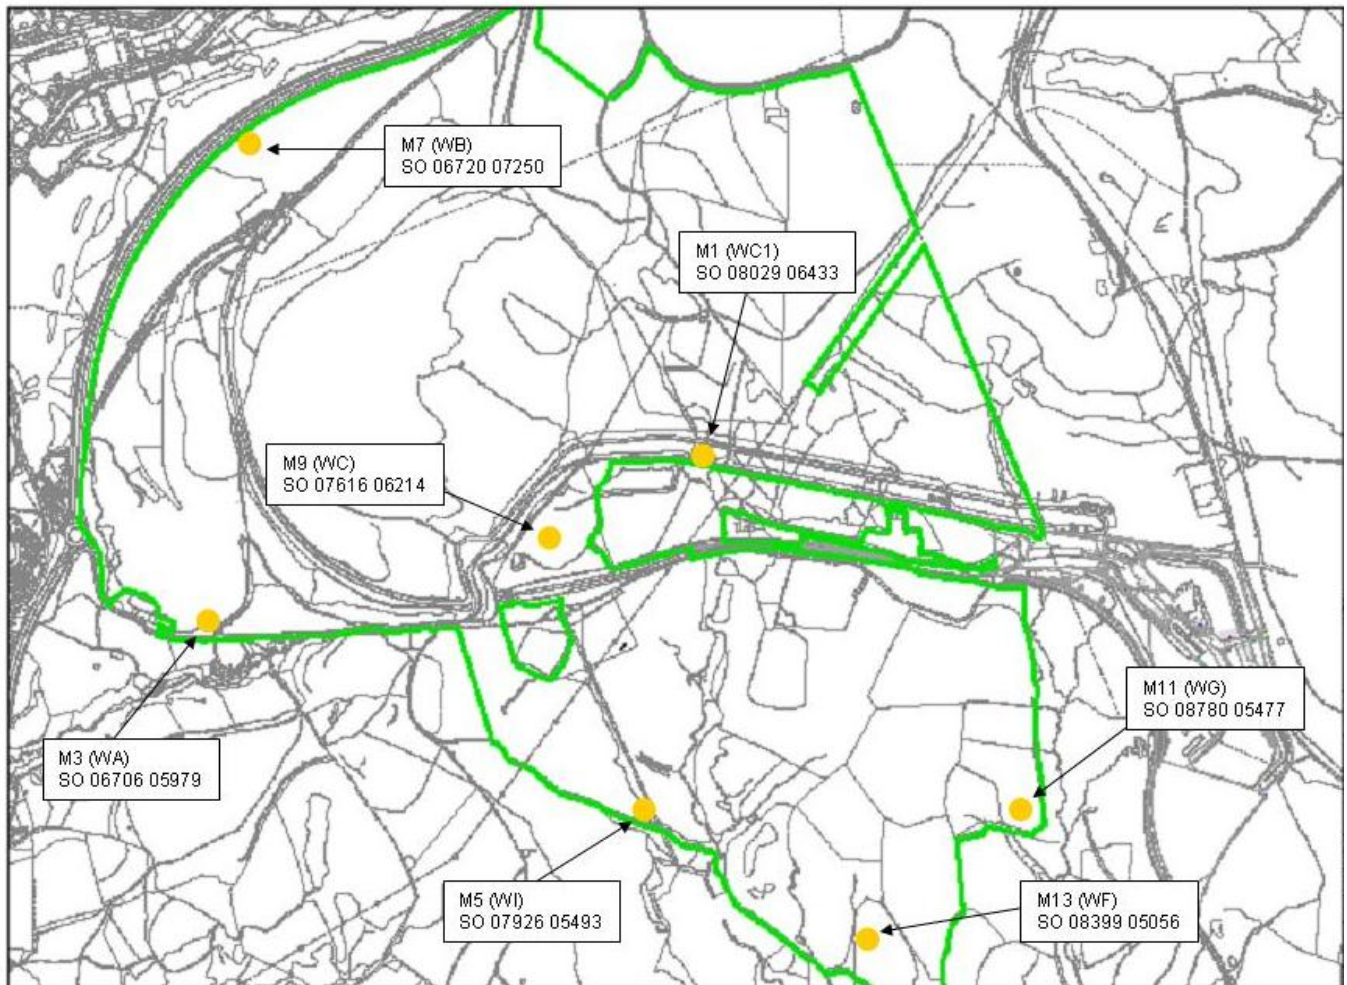 M7 (WB)
SO 06720 07250
M1 (WC1)
SO 08029 06433
M9 (WC)
SO 07616 06214
M11 (WG)
SO 08780 05477
M3 (WA)
SO 06706 05979
M5 (WI)
SO 07926 05493
M13 (WF)
SO 08399 05056